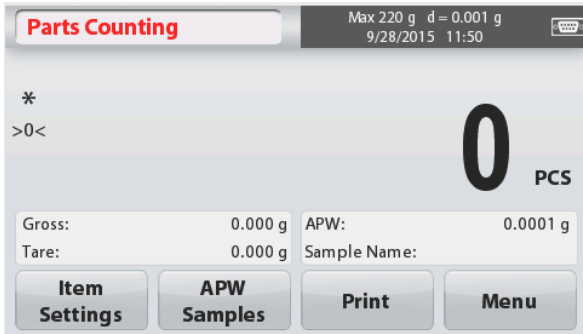 Parts Counting
Max 220 g d = 0.001 g
9/28/2015 11:50
*
>0<
0 PCS
Gross: 0.000 g
Tare: 0.000 g
APW: 0.0001 g
Sample Name:
Item Settings
APW Samples
Print
Menu